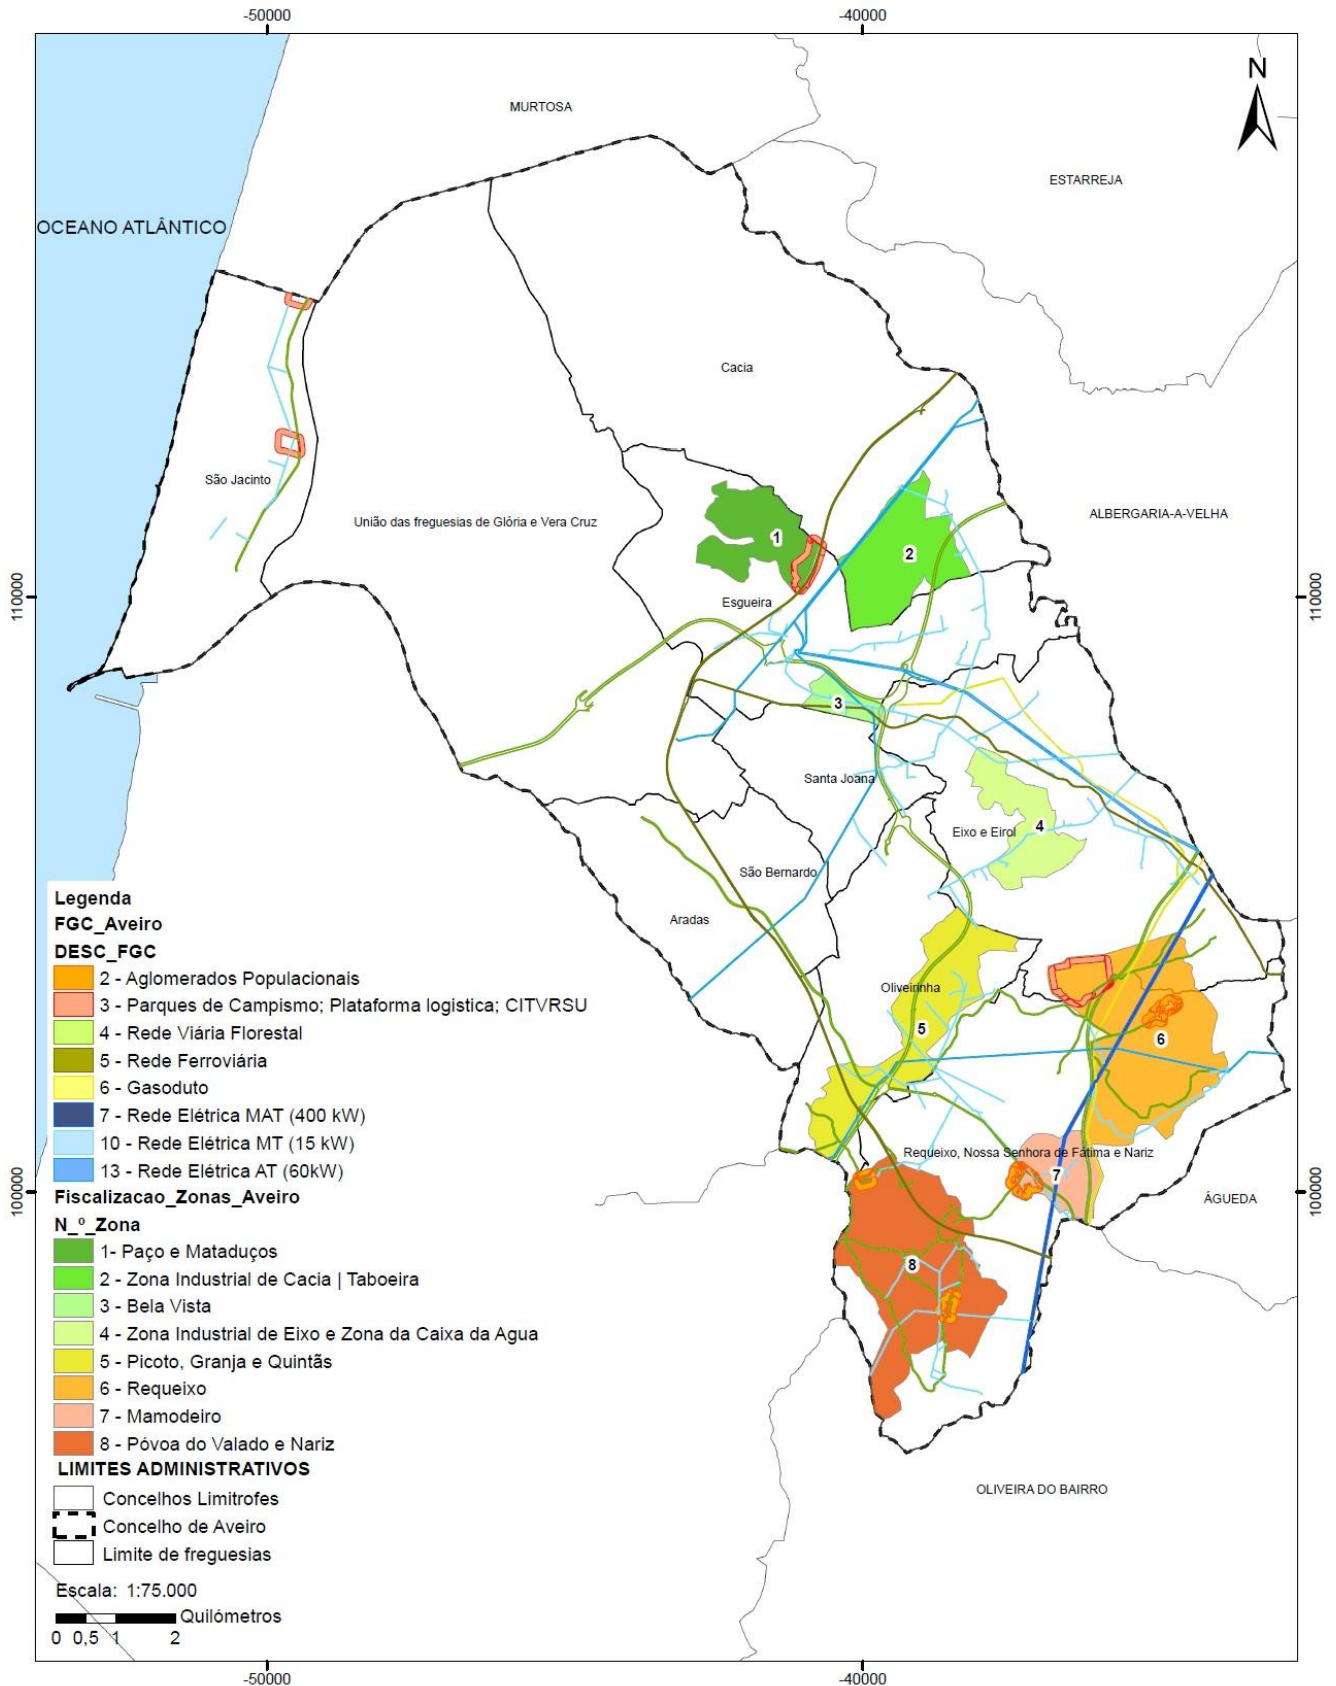 -50000
-40000
N
MURTOSA
ESTARREJA
OCEANO ATLÂNTICO
Cacia
São Jacinto
União das freguesias de Glória e Vera Cruz
ALBERGARIA-A-VELHA
1
2
110000
110000
Esgueira
3
Santa Joana
4
Eixo e Eirol
São Bernardo
Aradas
Oliveirinha
5
6
Requeixo, Nossa Senhora de Fátima e Nariz
7
100000
100000
ÁGUEDA
8
OLIVEIRA DO BAIRRO
Legenda
FGC_Aveiro
DESC_FGC
2 - Aglomerados Populacionais
3 - Parques de Campismo; Plataforma logistica; CITVRSU
4 - Rede Viária Florestal
5 - Rede Ferroviária
6 - Gasoduto
7 - Rede Elétrica MAT (400 kW)
10 - Rede Elétrica MT (15 kW)
13 - Rede Elétrica AT (60kW)
Fiscalizacao_Zonas_Aveiro
N_º_Zona
1- Paço e Mataduços
2 - Zona Industrial de Cacia | Taboeira
3 - Bela Vista
4 - Zona Industrial de Eixo e Zona da Caixa da Agua
5 - Picoto, Granja e Quintãs
6 - Requeixo
7 - Mamodeiro
8 - Póvoa do Valado e Nariz
LIMITES ADMINISTRATIVOS
Concelhos Limitrofes
Concelho de Aveiro
Limite de freguesias
Escala: 1:75.000
Quilómetros
0 0,5 1 2
-50000
-40000